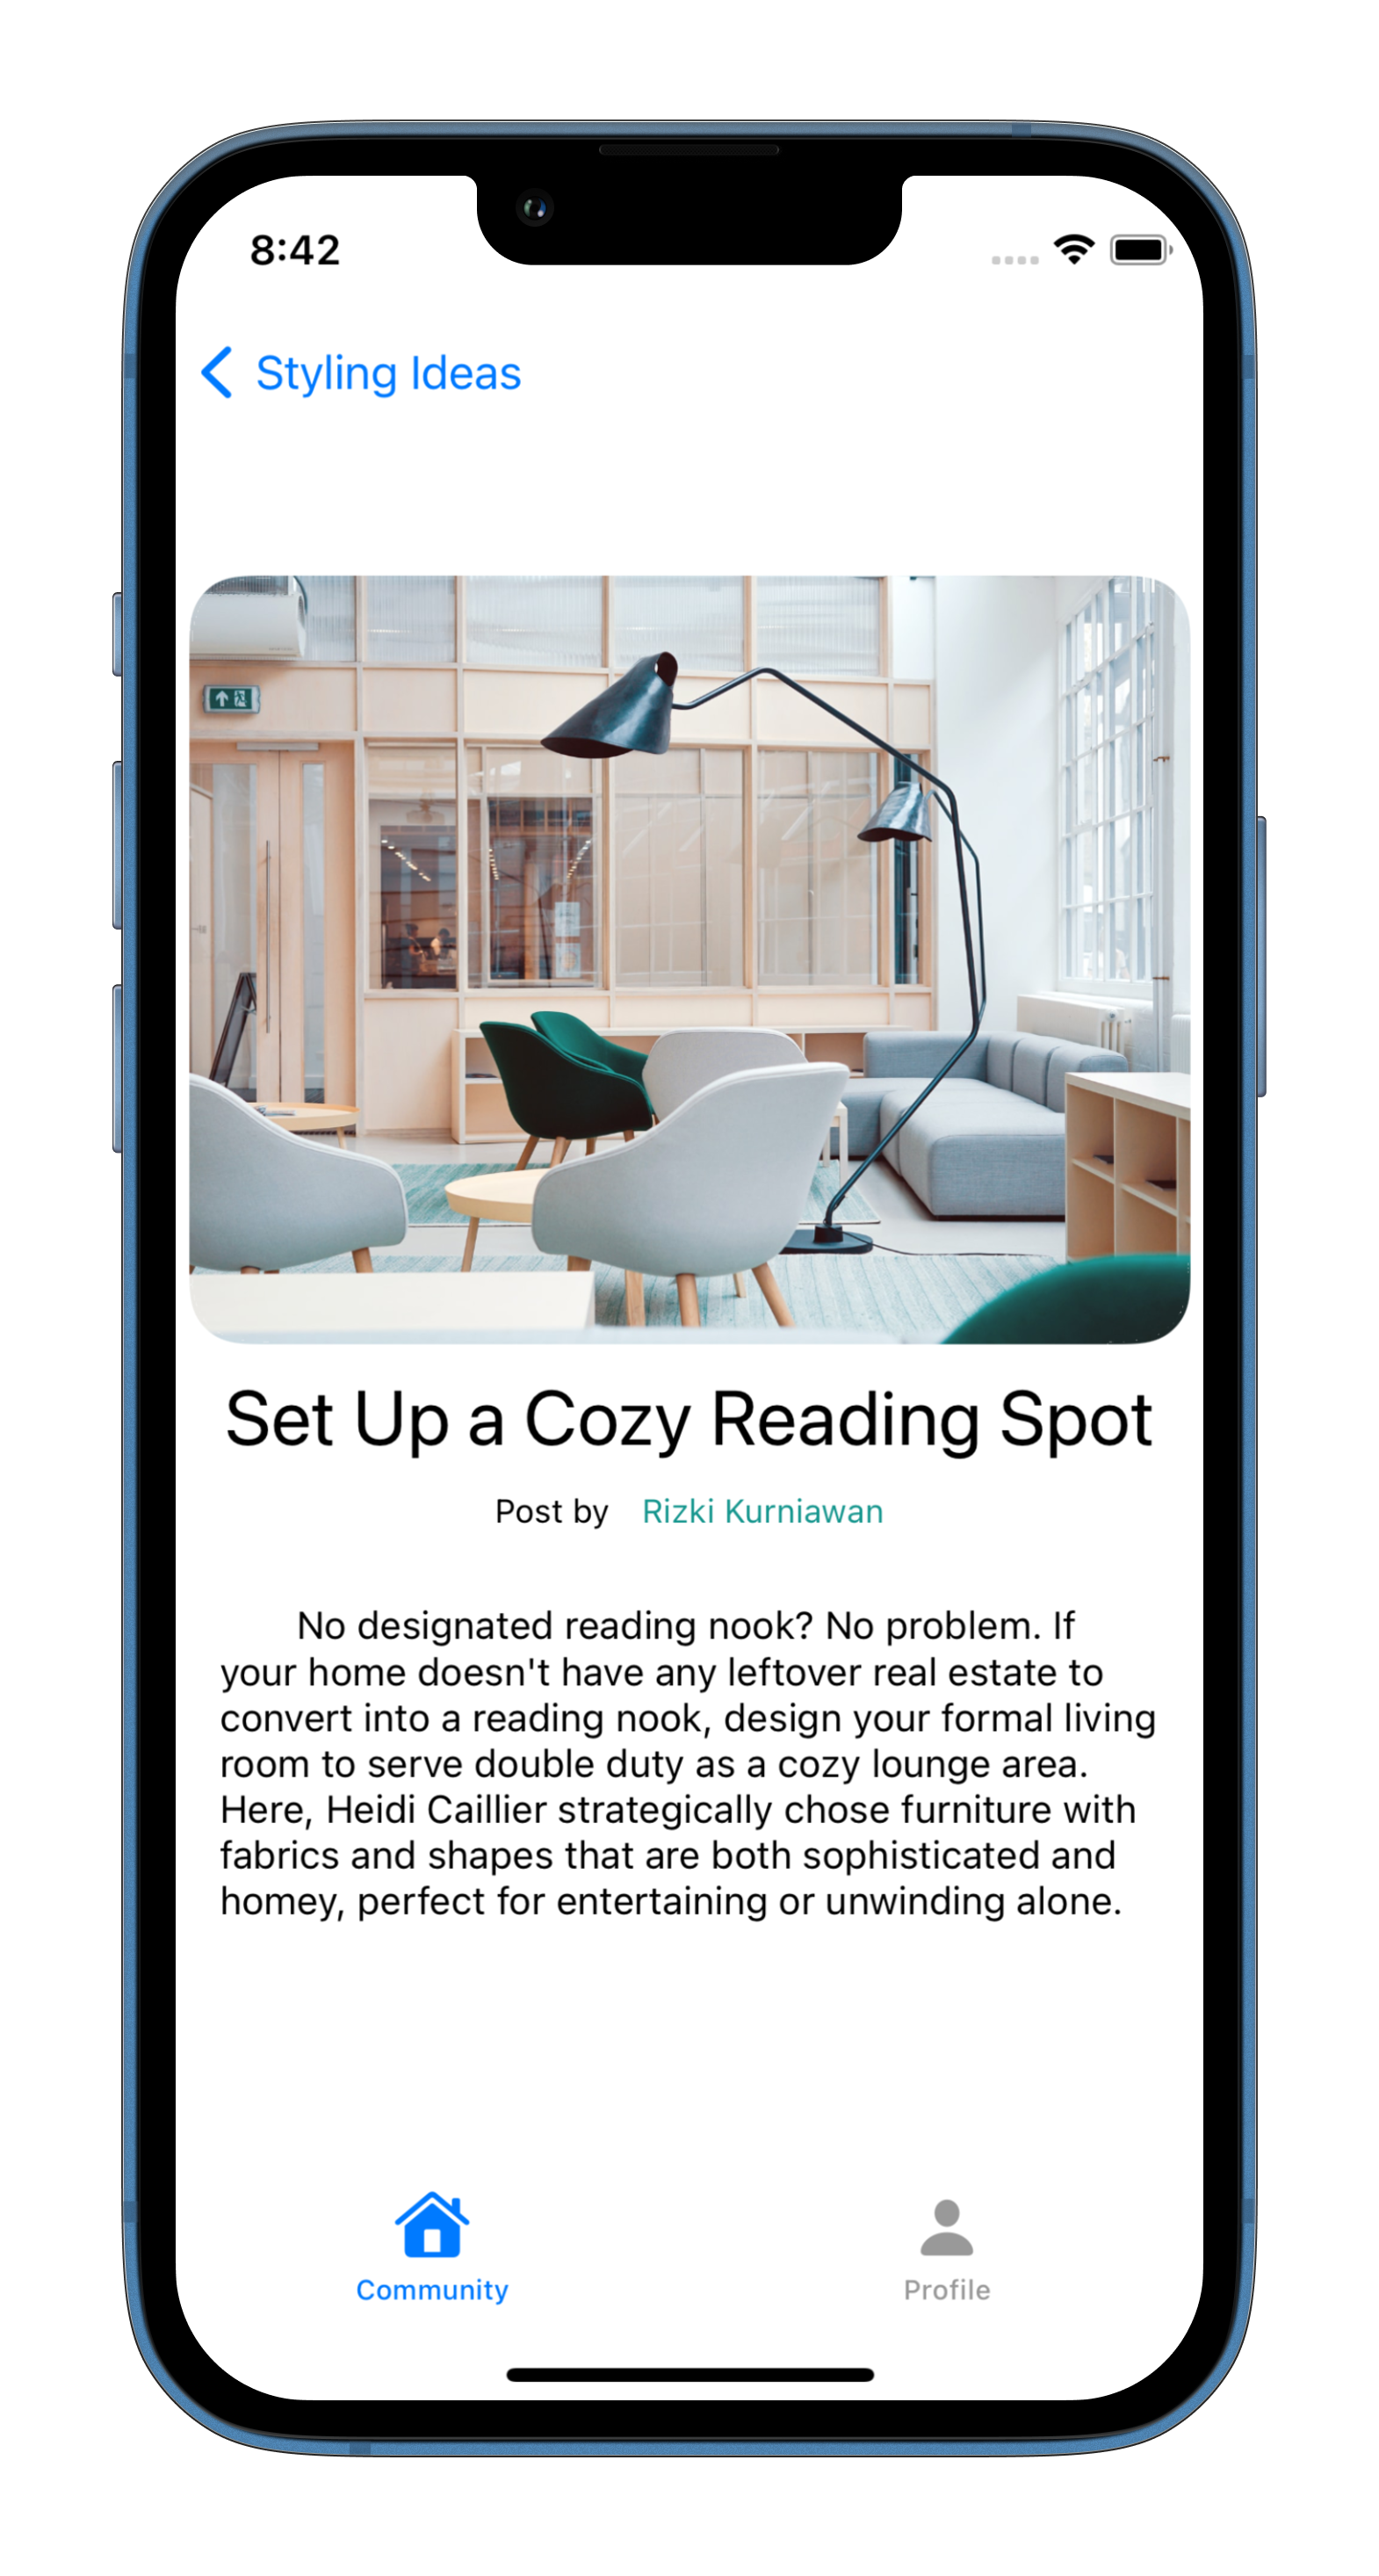 8:42
Styling Ideas
Set Up a Cozy Reading Spot
Post by Rizki Kurniawan
No designated reading nook? No problem. If
your home doesn't have any leftover real estate to
convert into a reading nook, design your formal living
room to serve double duty as a cozy lounge area.
Here, Heidi Caillier strategically chose furniture with
fabrics and shapes that are both sophisticated and
homey, perfect for entertaining or unwinding alone.
Community
Profile